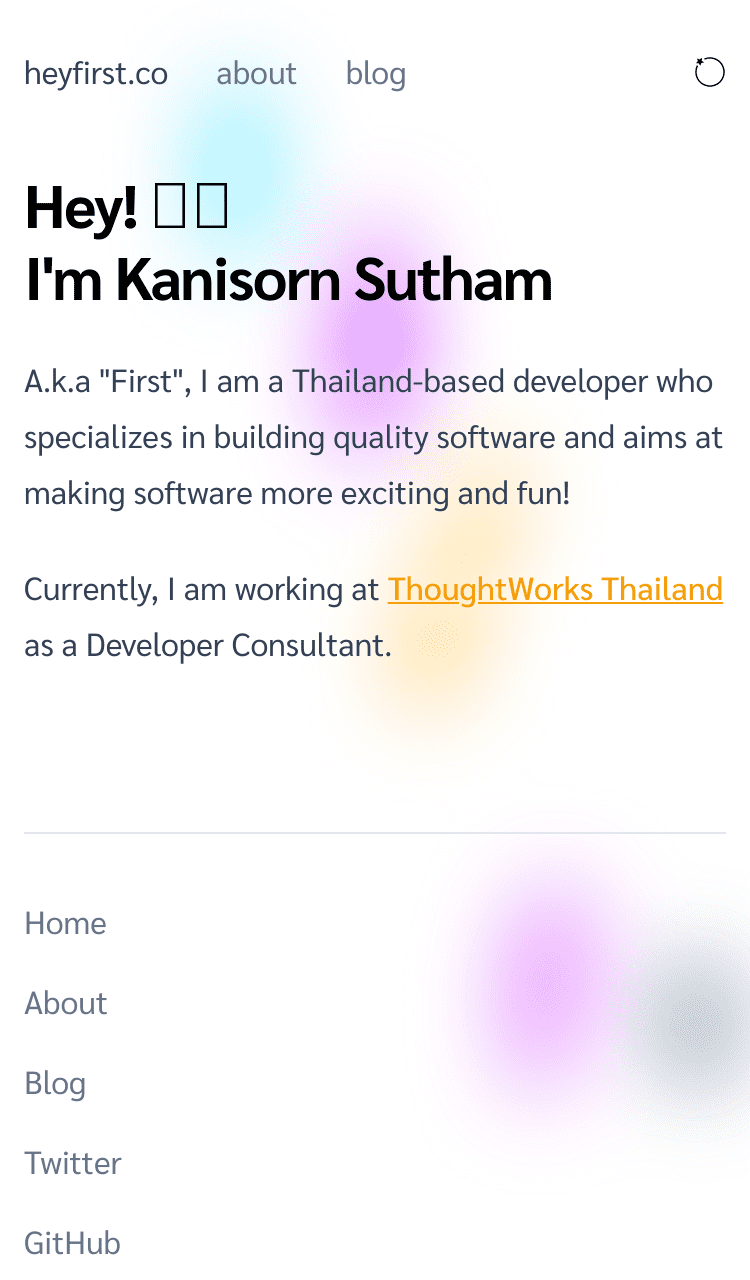 heyfirst.co about blog
Hey!
I'm Kanisorn Sutham
A.k.a "First", I am a Thailand-based developer who
specializes in building quality software and aims at
making software more exciting and fun!
Currently, I am working at ThoughtWorks Thailand
as a Developer Consultant.
Home
About
Blog
Twitter
GitHub